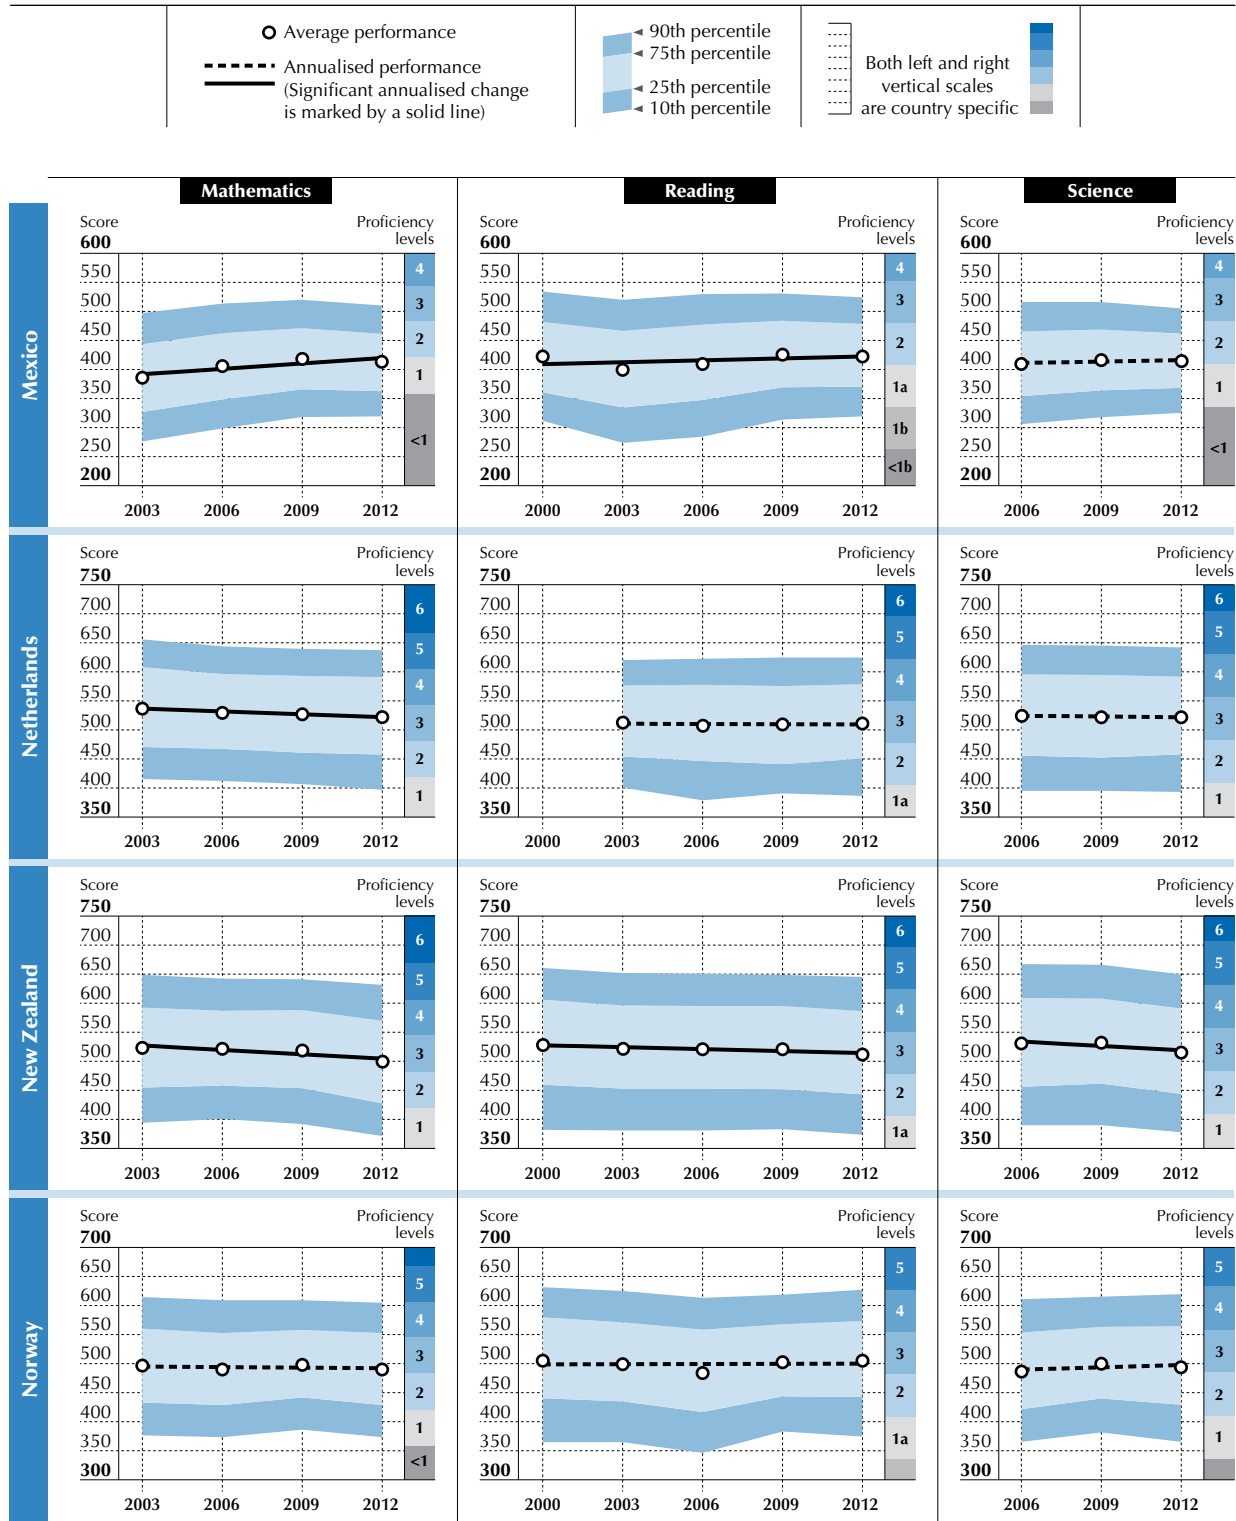 Average performance
Annualised performance
(Significant annualised change
is marked by a solid line)
90th percentile
75th percentile
25th percentile
10th percentile
Both left and right
vertical scales
are country specific
Mathematics
Reading
Science
Mexico
Score
600
550
500
450
400
350
300
250
200
Proficiency
levels
4
3
2
1
<1
2003 2006 2009 2012
Score
600
550
500
450
400
350
300
250
200
Proficiency
levels
4
3
2
1a
1b
<1b
2000 2003 2006 2009 2012
Score
600
550
500
450
400
350
300
250
200
Proficiency
levels
4
3
2
1
<1
2006 2009 2012
Netherlands
Score
750
700
650
600
550
500
450
400
350
Proficiency
levels
6
5
4
3
2
1
2003 2006 2009 2012
Score
750
700
650
600
550
500
450
400
350
Proficiency
levels
6
5
4
3
2
1a
2000 2003 2006 2009 2012
Score
750
700
650
600
550
500
450
400
350
Proficiency
levels
6
5
4
3
2
1
2006 2009 2012
New Zealand
Score
750
700
650
600
550
500
450
400
350
Proficiency
levels
6
5
4
3
2
1
2003 2006 2009 2012
Score
750
700
650
600
550
500
450
400
350
Proficiency
levels
6
5
4
3
2
1a
2000 2003 2006 2009 2012
Score
750
700
650
600
550
500
450
400
350
Proficiency
levels
6
5
4
3
2
1
2006 2009 2012
Norway
Score
700
650
600
550
500
450
400
350
300
Proficiency
levels
5
4
3
2
1
<1
2003 2006 2009 2012
Score
700
650
600
550
500
450
400
350
300
Proficiency
levels
5
4
3
2
1a
2000 2003 2006 2009 2012
Score
700
650
600
550
500
450
400
350
300
Proficiency
levels
5
4
3
2
1
2006 2009 2012